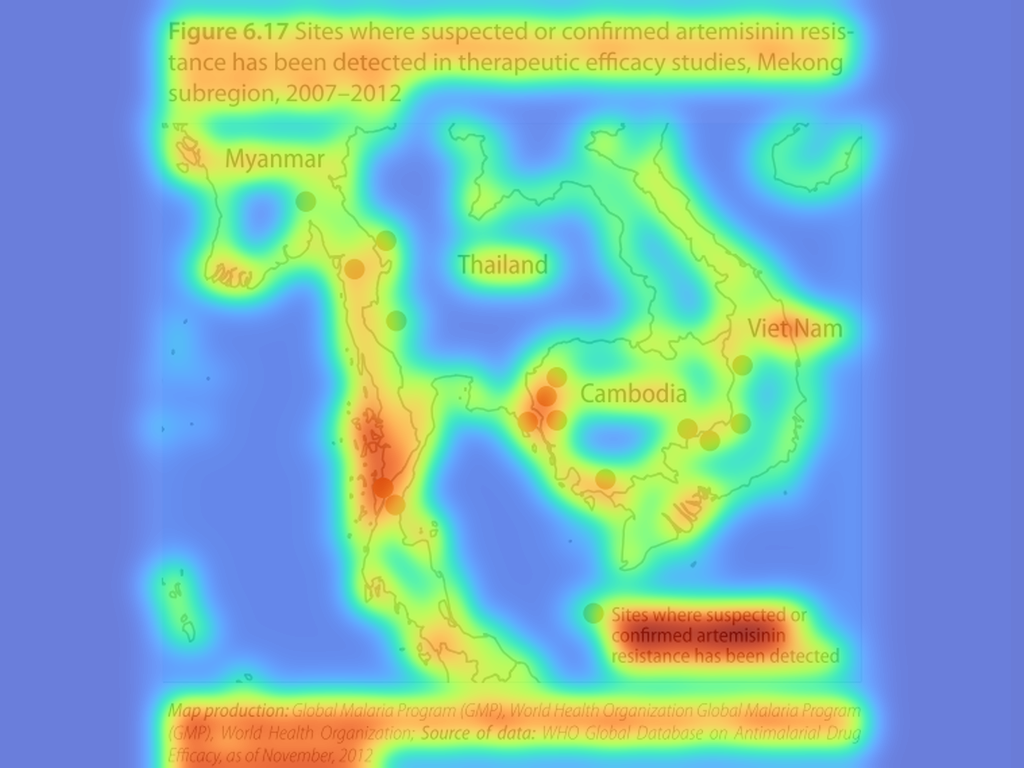 Figure 6.17 Sites where suspected or confirmed artemisinin resis-
tance has been detected in therapeutic efficacy studies, Mekong
subregion, 2007–2012
Myanmar
Thailand
Viet Nam
Cambodia
Sites where suspected or
confirmed artemisinin
resistance has been detected
Map production: Global Malaria Program (GMP), World Health Organization Global Malaria Program
(GMP), World Health Organization; Source of data: WHO Global Database on Antimalarial Drug
Efficacy, as of November, 2012